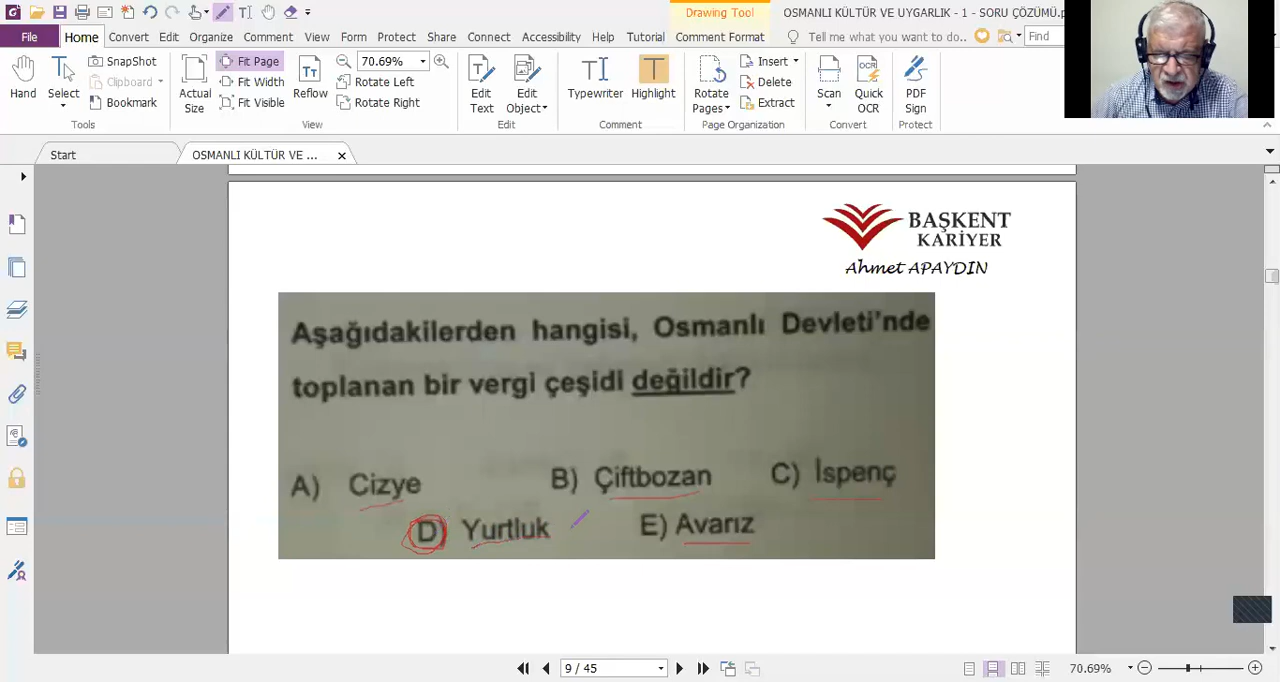 Drawing Tool
OSMANLI KÜLTÜR VE UYGARLIK - 1 - SORU ÇÖZÜMÜ.p
File Home Convert Edit Organize Comment View Form Protect Share Connect Accessibility Help Tutorial Comment Format Tell me what you want to do.. Find
Hand
Select
SnapShot
Clipboard
Bookmark
Tools
Actual Size
Fit Page
Fit Width
Fit Visible
Reflow
70.69%
Rotate Left
Rotate Right
View
Edit Text
Edit Object
Edit
Typewriter
Highlight
Comment
Rotate Pages
Insert
Delete
Extract
Page Organization
Scan
Quick OCR
Convert
PDF Sign
Protect
Start
OSMANLI KÜLTÜR VE ...
BAŞKENT
KARİYER
Ahmet APAYDIN
Aşağıdakilerden hangisi, Osmanlı Devleti'nde
toplanan bir vergi çeşidi değildir?
A) Cizye B) Çiftbozan C) İspenç
D) Yurtluk E) Avarız
9 / 45
70.69%